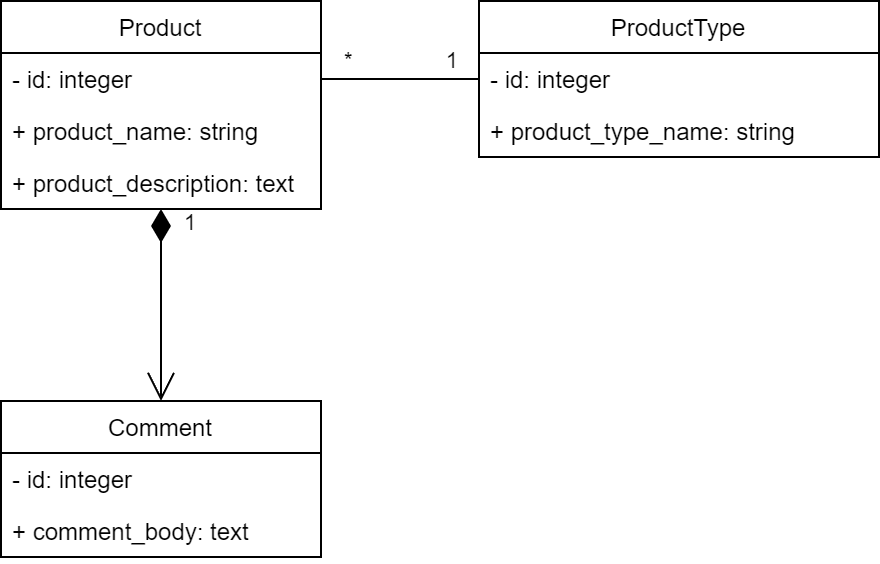 Product
- id: integer
+ product_name: string
+ product_description: text
* 1
ProductType
- id: integer
+ product_type_name: string
1
Comment
- id: integer
+ comment_body: text